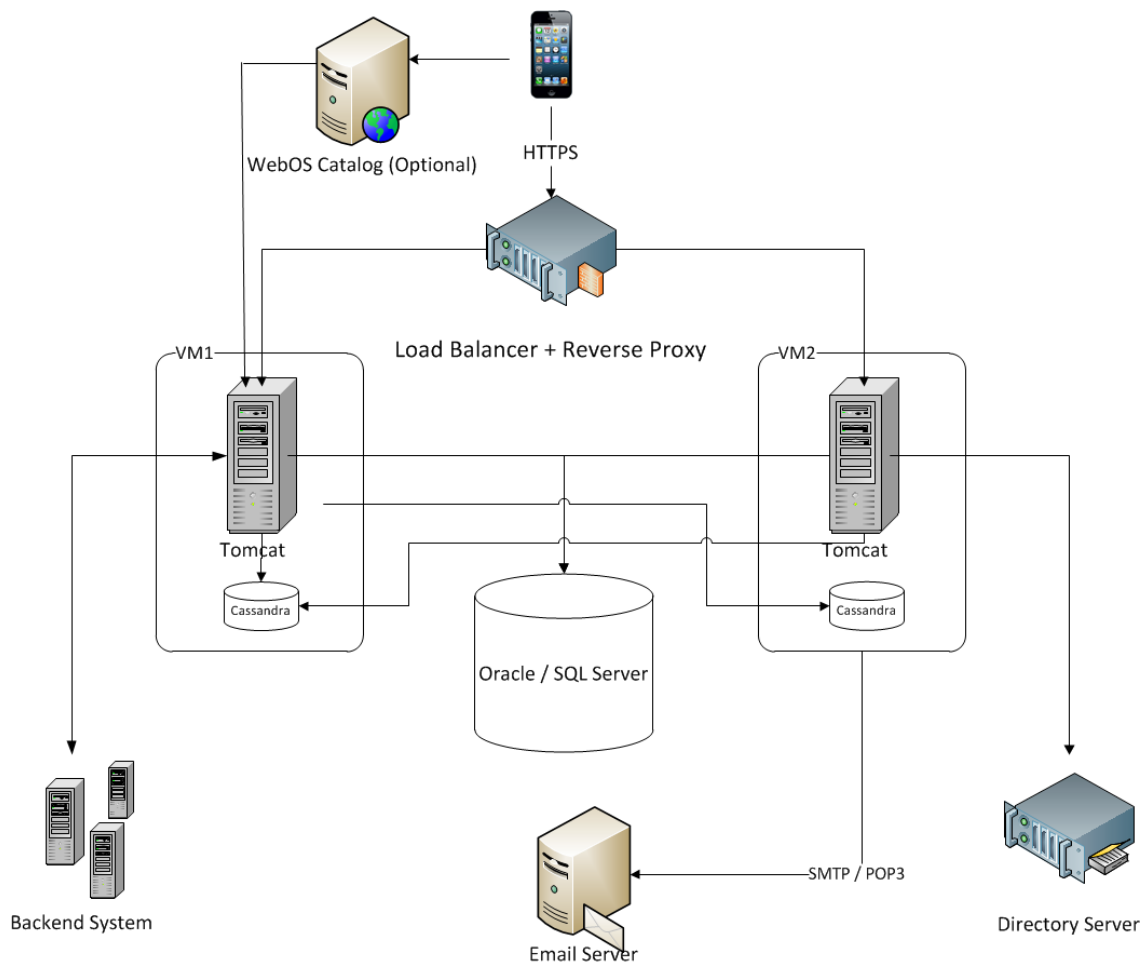 WebOS Catalog (Optional)
HTTPS
Load Balancer + Reverse Proxy
VM1
VM2
Tomcat
Tomcat
Cassandra
Cassandra
Oracle / SQL Server
SMTP / POP3
Backend System
Email Server
Directory Server